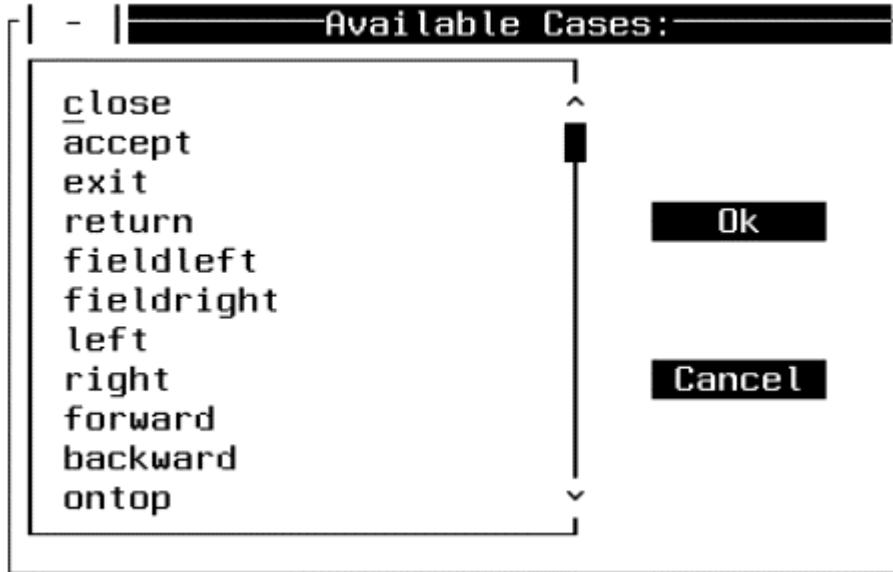 - Available Cases:
close
accept
exit
return
Ok
fieldleft
fieldright
left
right
Cancel
forward
backward
ontop